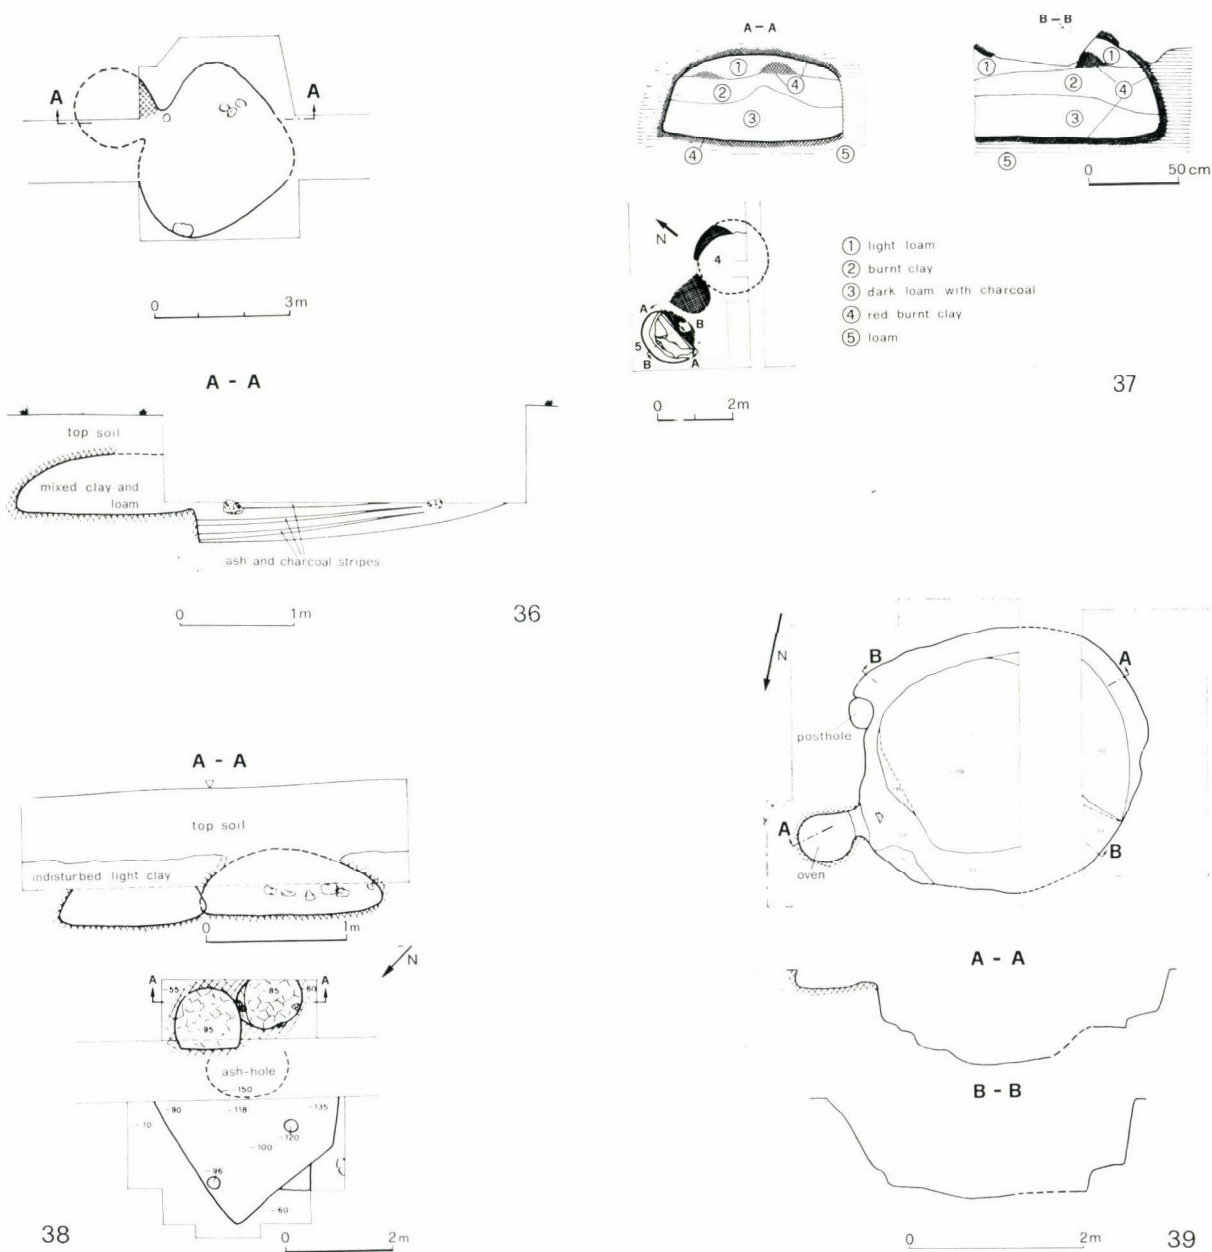 A
A
0 3m
A - A
top soil
mixed clay and
loam
ash and charcoal stripes
0 1m
36
A - A
B - B
1
2
4
3
4
5
1
1
2
4
3
5
0 50 cm
N
4
A
B
5
B
A
0 2m
1 light loam
2 burnt clay
3 dark loam with charcoal
4 red burnt clay
5 loam
37
A - A
top soil
indisturbed light clay
0 1m
N
A
A
-55
85
-60
95
ash-hole
-150
-70
-90
-118
-135
-120
-100
-96
-60
0 2m
38
N
B
A
posthole
A
oven
B
A - A
B - B
0 2m
39